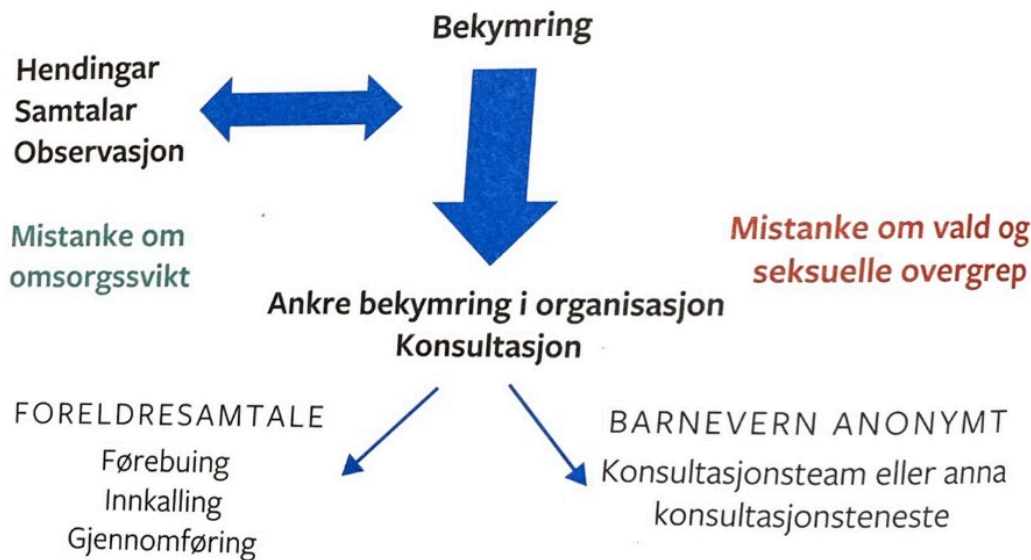 Bekymring
Hendingar
Samtalar
Observasjon
Mistanke om
omsorgssvikt
Mistanke om vald og
seksuelle overgrep
Ankre bekymring i organisasjon
Konsultasjon
FORELDRESAMTALE
Førebuing
Innkalling
Gjennomføring
BARNEVERN ANONYMT
Konsultasjonsteam eller anna
konsultasjonsteneste